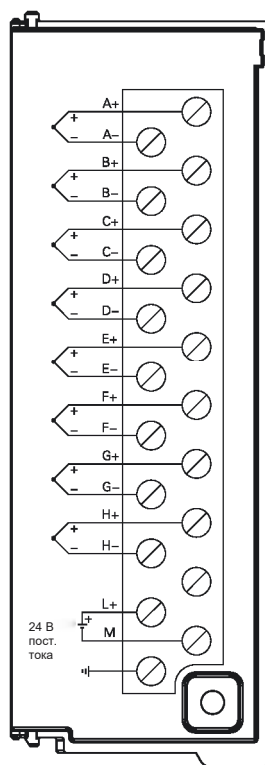 A+
+
−
A−
B+
+
−
B−
C+
+
−
C−
D+
+
−
D−
E+
+
−
E−
F+
+
−
F−
G+
+
−
G−
H+
+
−
H−
L+
+
24 В
M
пост.
тока